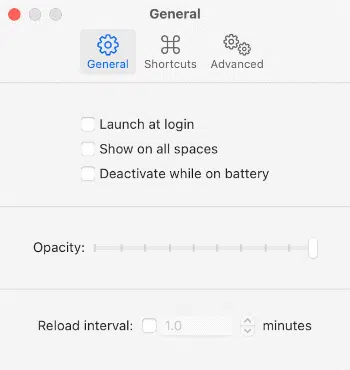 General
General Shortcuts Advanced
Launch at login
Show on all spaces
Deactivate while on battery
Opacity:
Reload interval: 1.0 minutes